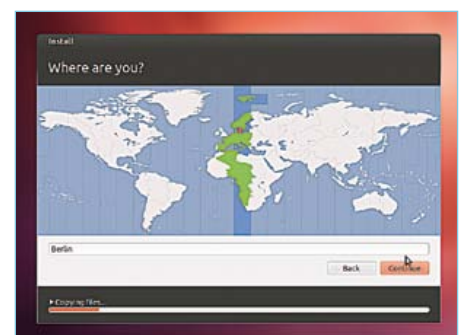 Install
Where are you?
Berlin
Back
Continue
Copying files...